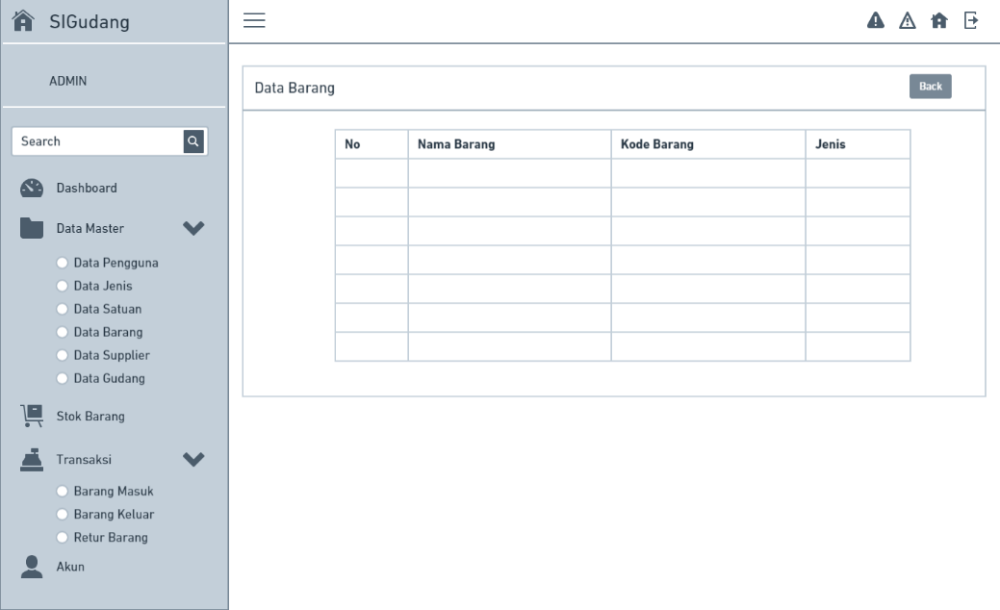 SIGudang
ADMIN
Search
Dashboard
Data Master
Data Pengguna
Data Jenis
Data Satuan
Data Barang
Data Supplier
Data Gudang
Stok Barang
Transaksi
Barang Masuk
Barang Keluar
Retur Barang
Akun
Data Barang Back
No Nama Barang Kode Barang Jenis